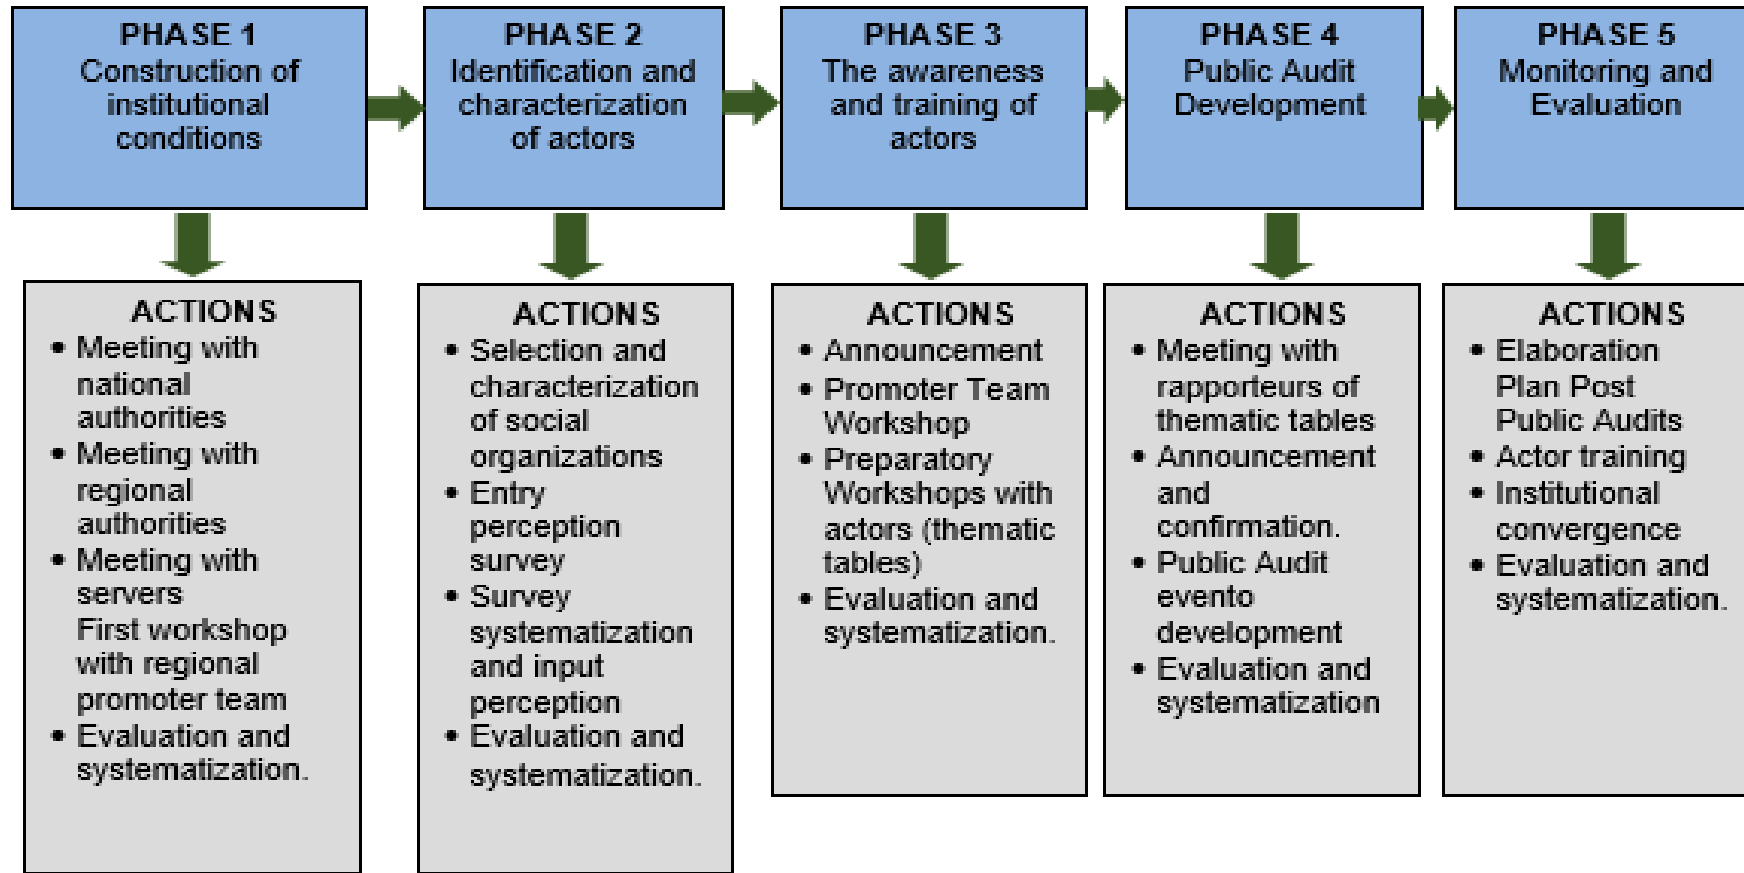 PHASE 1
Construction of
institutional
conditions
PHASE 2
Identification and
characterization
of actors
PHASE 3
The awareness
and training of
actors
PHASE 4
Public Audit
Development
PHASE 5
Monitoring and
Evaluation
ACTIONS
• Meeting with
national
authorities
• Meeting with
regional
authorities
• Meeting with
servers
First workshop
with regional
promoter team
• Evaluation and
systematization.
ACTIONS
• Selection and
characterization
of social
organizations
• Entry
perception
survey
• Survey
systematization
and input
perception
• Evaluation and
systematization.
ACTIONS
• Announcement
• Promoter Team
Workshop
• Preparatory
Workshops with
actors (thematic
tables)
• Evaluation and
systematization.
ACTIONS
• Meeting with
rapporteurs of
thematic tables
• Announcement
and
confirmation.
• Public Audit
evento
development
• Evaluation and
systematization
ACTIONS
• Elaboration
Plan Post
Public Audits
• Actor training
• Institutional
convergence
• Evaluation and
systematization.